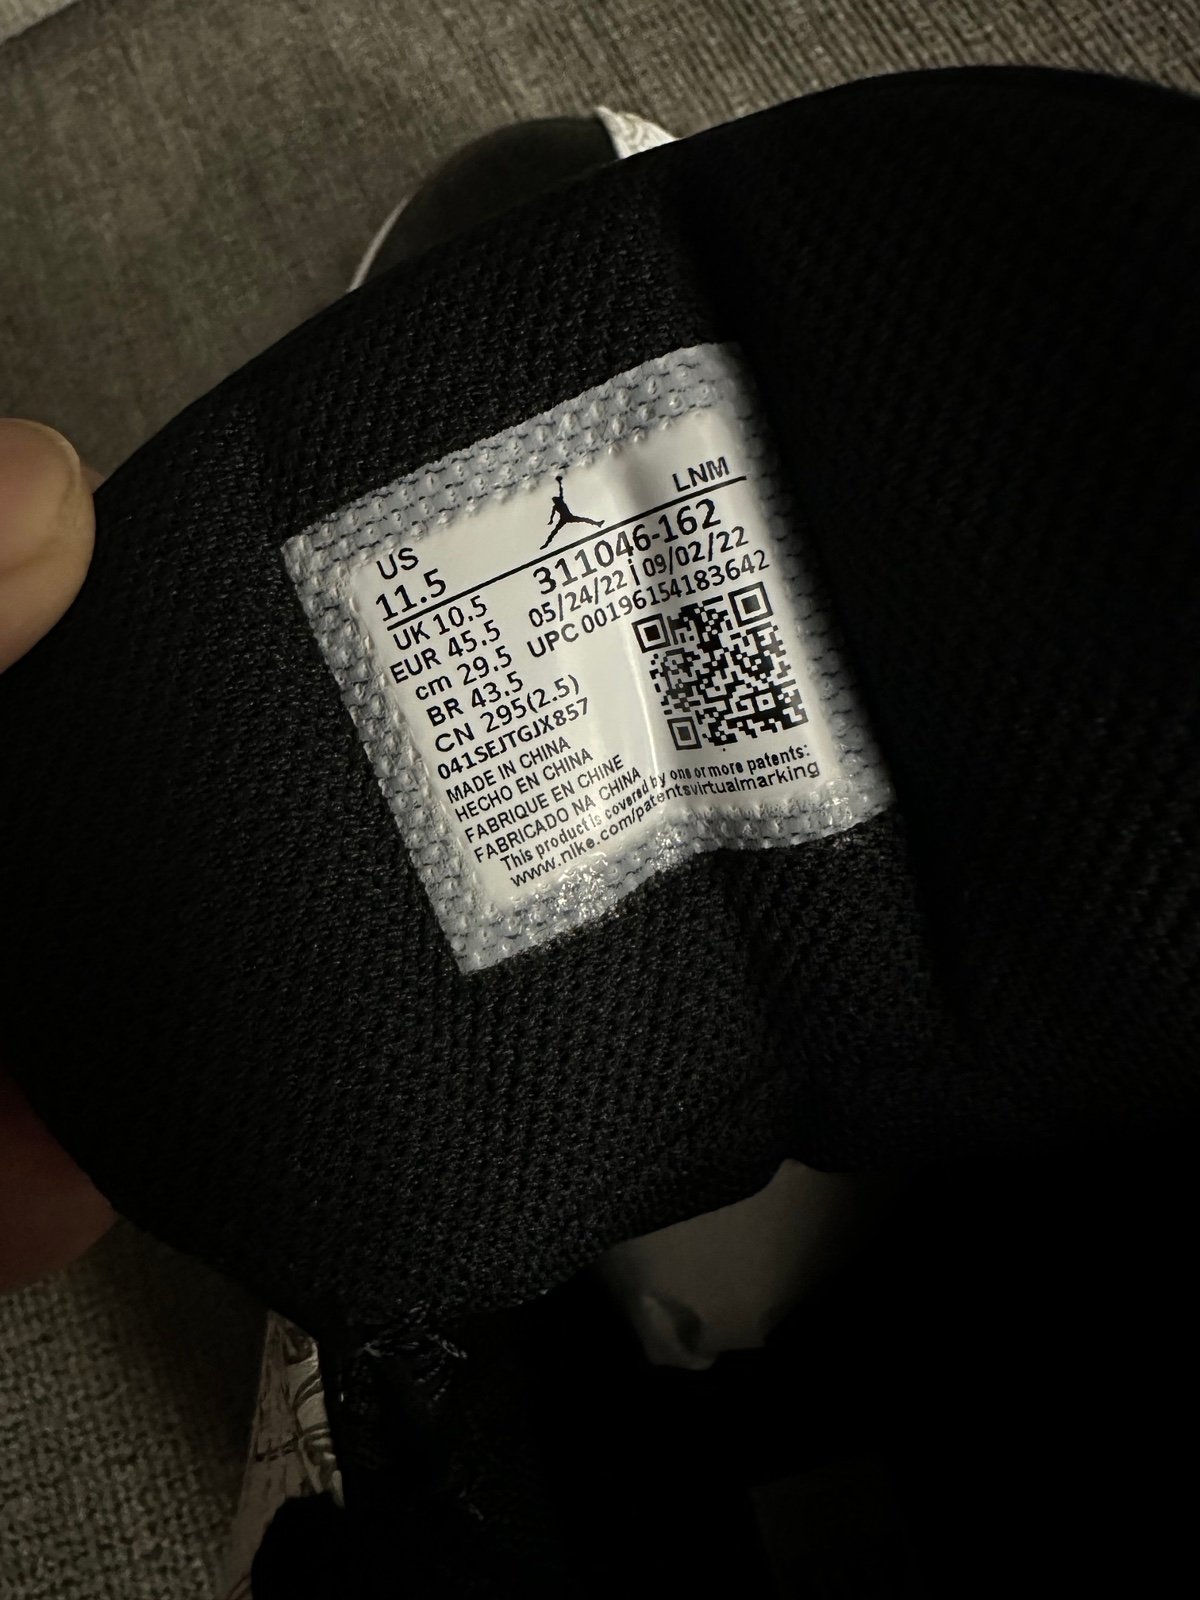 US
11.5
LNM
UK 10.5
EUR 45.5
cm 29.5
BR 43.5
CN 295(2.5)
041SEJTGJX857
311046-162
05/24/22 | 09/02/22
UPC 00196154183642
MADE IN CHINA
HECHO EN CHINA
FABRIQUE EN CHINE
FABRICADO NA CHINA
This product is covered by one or more patents:
www.nike.com/patentsvirtualmarking